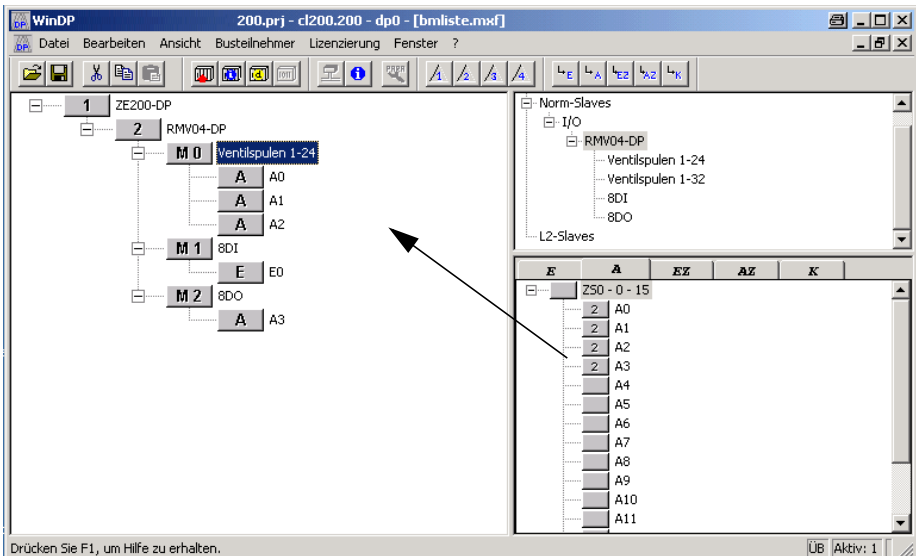 WinDP 200.prj - cl200.200 - dp0 - [bmliste.mxf]
Datei Bearbeiten Ansicht Busteilnehmer Lizenzierung Fenster ?
1 ZE200-DP
2 RMV04-DP
M 0 Ventilspulen 1-24
A A0
A A1
A A2
M 1 8DI
E E0
M 2 8DO
A A3
Norm-Slaves
I/O
RMV04-DP
Ventilspulen 1-24
Ventilspulen 1-32
8DI
8DO
L2-Slaves
E A EZ AZ K
ZS0 - 0 - 15
2 A0
2 A1
2 A2
2 A3
A4
A5
A6
A7
A8
A9
A10
A11
Drücken Sie F1, um Hilfe zu erhalten. ÜB Aktiv: 1